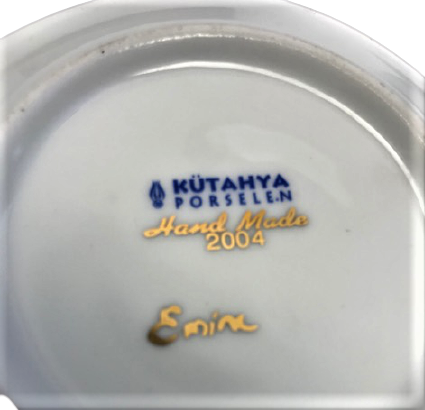 KÜTAHYA
PORSELEN
Hand Made
2004
Emine